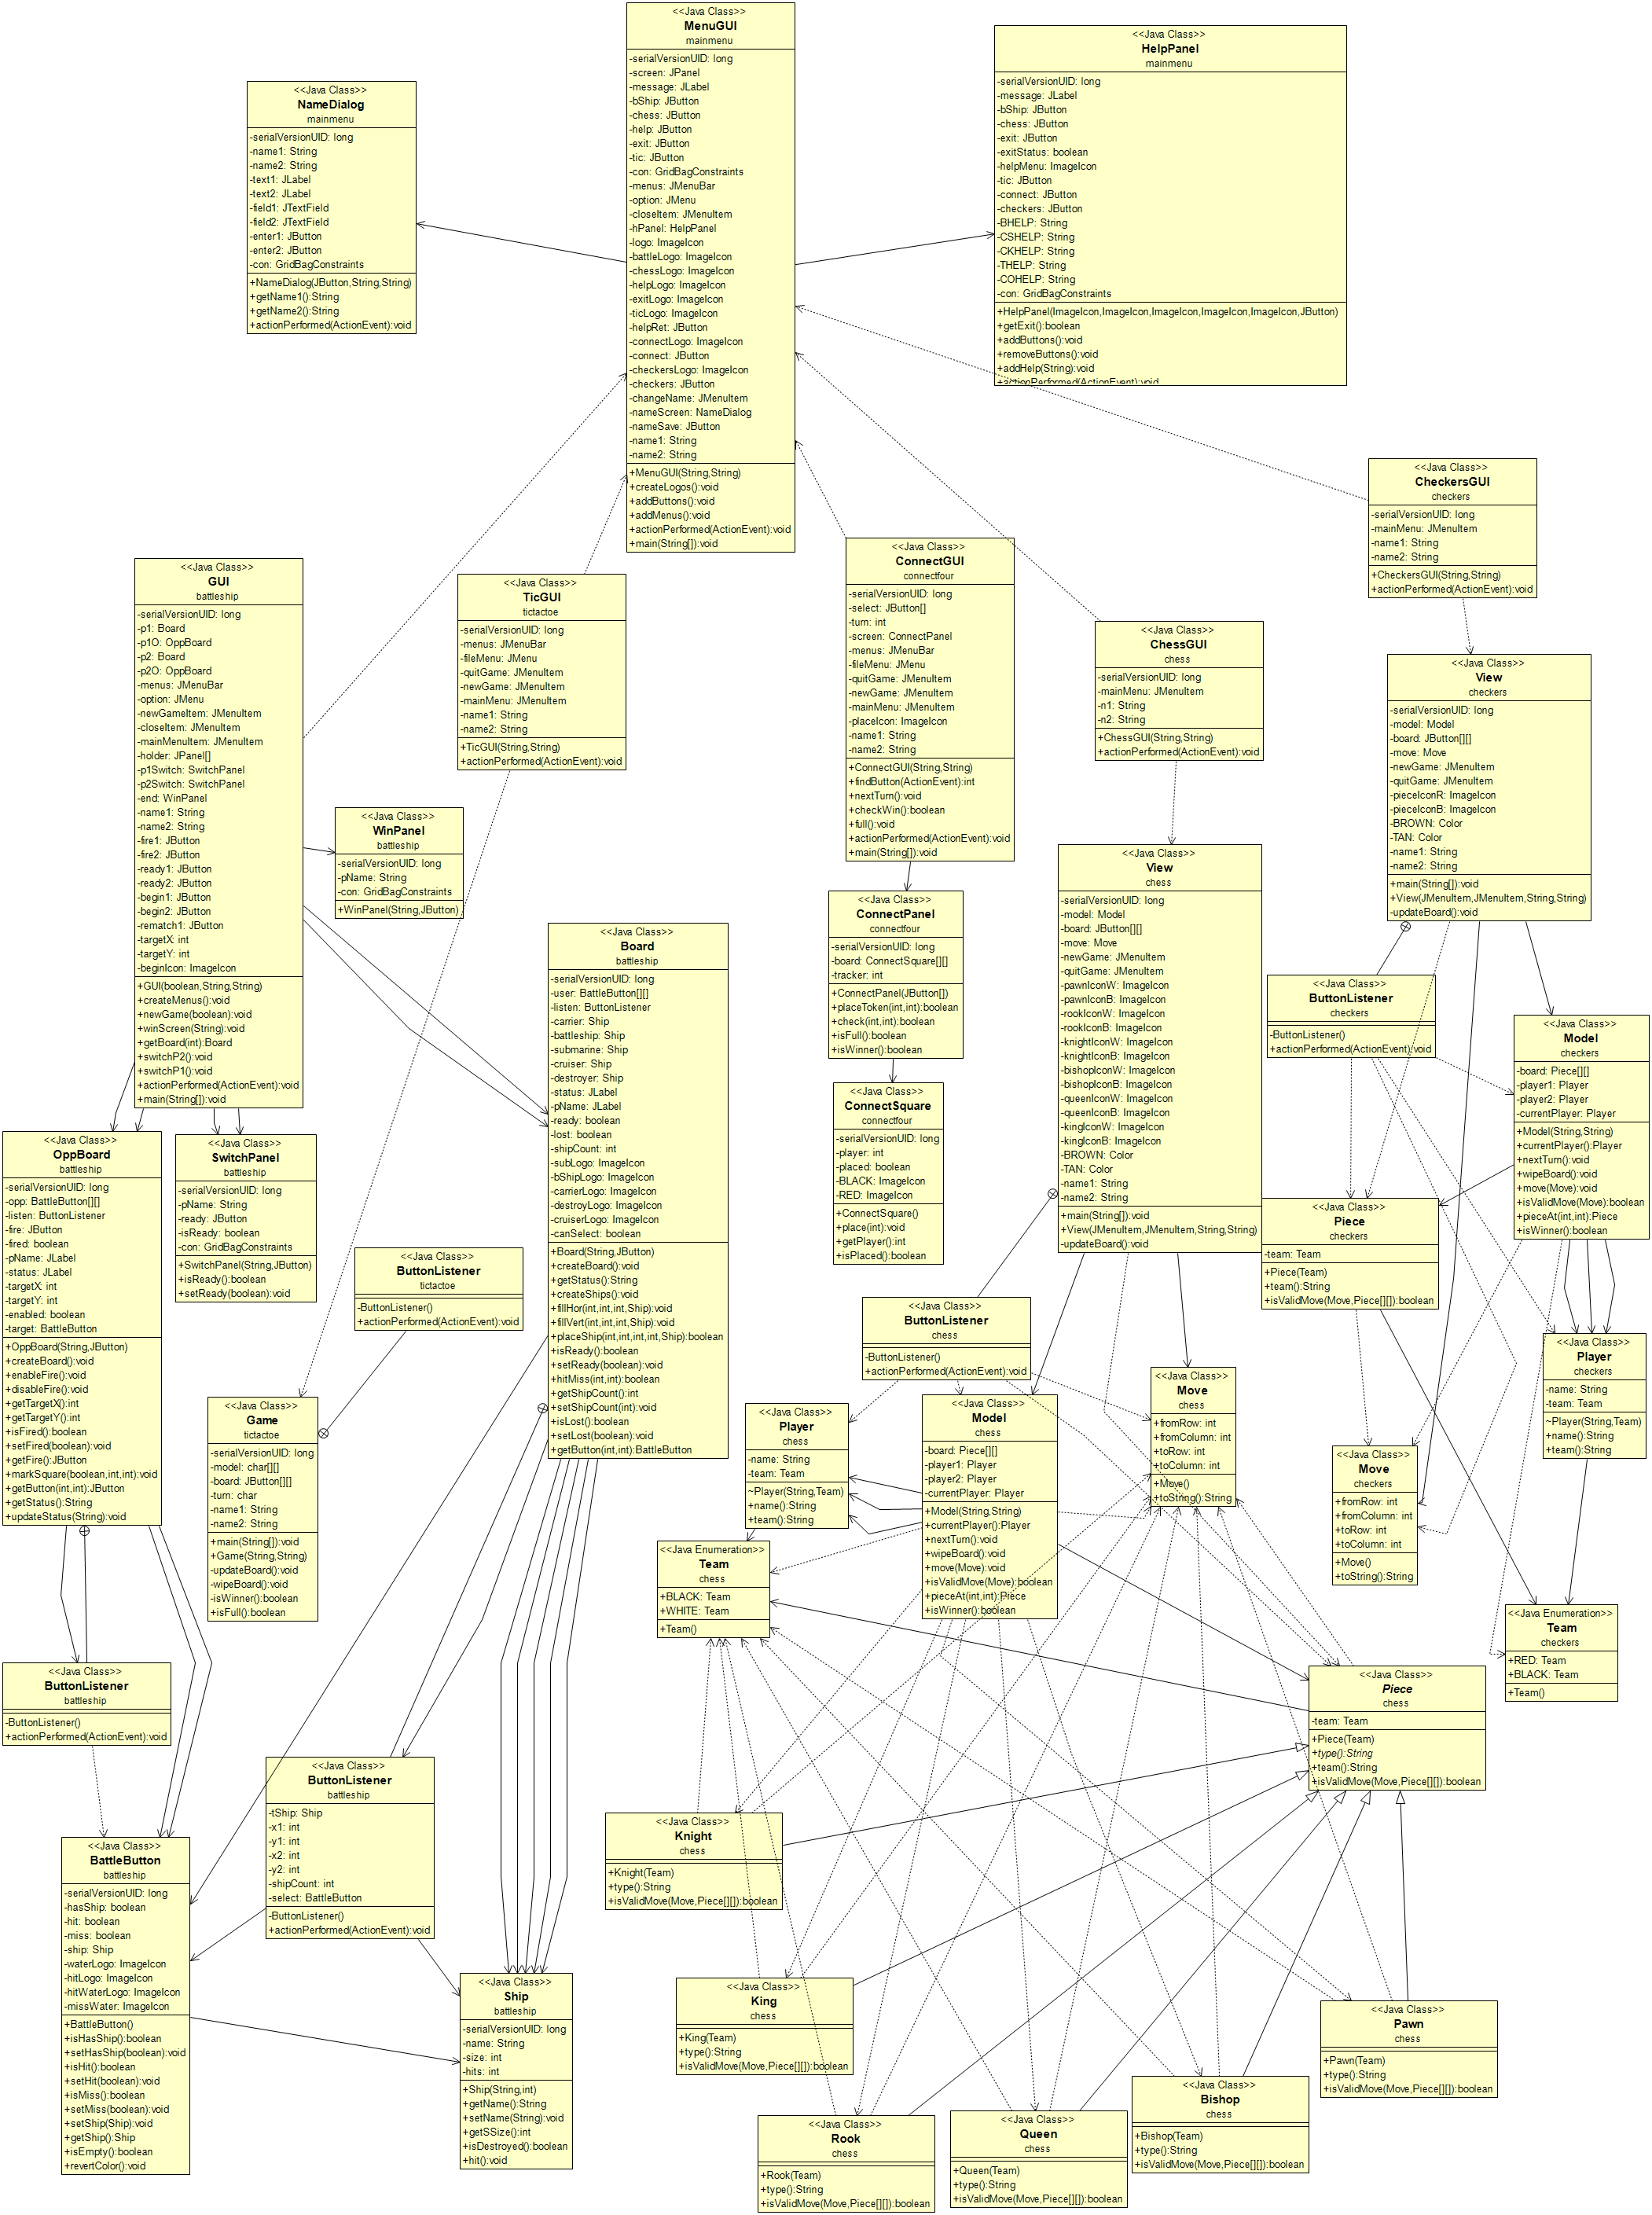 <<Java Class>>
MenuGUI
mainmenu
-serialVersionUID: long
-screen: JPanel
-message: JLabel
-bShip: JButton
-chess: JButton
-help: JButton
-exit: JButton
-tic: JButton
-con: GridBagConstraints
-menus: JMenuBar
-option: JMenu
-closeItem: JMenuItem
-hPanel: HelpPanel
-logo: ImageIcon
-battleLogo: ImageIcon
-chessLogo: ImageIcon
-helpLogo: ImageIcon
-exitLogo: ImageIcon
-ticLogo: ImageIcon
-helpRet: JButton
-connectLogo: ImageIcon
-connect: JButton
-checkersLogo: ImageIcon
-checkers: JButton
-changeName: JMenuItem
-nameScreen: NameDialog
-nameSave: JButton
-name1: String
-name2: String
+MenuGUI(String,String)
+createLogos():void
+addButtons():void
+addMenus():void
+actionPerformed(ActionEvent):void
+main(String[]):void
<<Java Class>>
HelpPanel
mainmenu
-serialVersionUID: long
-message: JLabel
-bShip: JButton
-chess: JButton
-exit: JButton
-exitStatus: boolean
-helpMenu: ImageIcon
-tic: JButton
-connect: JButton
-checkers: JButton
-BHELP: String
-CSHELP: String
-CKHELP: String
-THELP: String
-COHELP: String
-con: GridBagConstraints
+HelpPanel(ImageIcon,ImageIcon,ImageIcon,ImageIcon,ImageIcon,JButton)
+getExit():boolean
+addButtons():void
+removeButtons():void
+addHelp(String):void
+actionPerformed(ActionEvent):void
<<Java Class>>
NameDialog
mainmenu
-serialVersionUID: long
-name1: String
-name2: String
-text1: JLabel
-text2: JLabel
-field1: JTextField
-field2: JTextField
-enter1: JButton
-enter2: JButton
-con: GridBagConstraints
+NameDialog(JButton,String,String)
+getName1():String
+getName2():String
+actionPerformed(ActionEvent):void
<<Java Class>>
CheckersGUI
checkers
-serialVersionUID: long
-mainMenu: JMenuItem
-name1: String
-name2: String
+CheckersGUI(String,String)
+actionPerformed(ActionEvent):void
<<Java Class>>
GUI
battleship
-serialVersionUID: long
-p1: Board
-p1O: OppBoard
-p2: Board
-p2O: OppBoard
-menus: JMenuBar
-option: JMenu
-newGameItem: JMenuItem
-closeItem: JMenuItem
-mainMenuItem: JMenuItem
-holder: JPanel[]
-p1Switch: SwitchPanel
-p2Switch: SwitchPanel
-end: WinPanel
-name1: String
-name2: String
-fire1: JButton
-fire2: JButton
-ready1: JButton
-ready2: JButton
-begin1: JButton
-begin2: JButton
-rematch1: JButton
-targetX: int
-targetY: int
-beginIcon: ImageIcon
+GUI(boolean,String,String)
+createMenus():void
+newGame(boolean):void
+winScreen(String):void
+getBoard(int):Board
+switchP2():void
+switchP1():void
+actionPerformed(ActionEvent):void
+main(String[]):void
<<Java Class>>
TicGUI
tictactoe
-serialVersionUID: long
-menus: JMenuBar
-fileMenu: JMenu
-quitGame: JMenuItem
-newGame: JMenuItem
-mainMenu: JMenuItem
-name1: String
-name2: String
+TicGUI(String,String)
+actionPerformed(ActionEvent):void
<<Java Class>>
ConnectGUI
connectfour
-serialVersionUID: long
-select: JButton[]
-turn: int
-screen: ConnectPanel
-menus: JMenuBar
-fileMenu: JMenu
-quitGame: JMenuItem
-newGame: JMenuItem
-mainMenu: JMenuItem
-placeIcon: ImageIcon
-name1: String
-name2: String
+ConnectGUI(String,String)
+findButton(ActionEvent):int
+nextTurn():void
+checkWin():boolean
+full():void
+actionPerformed(ActionEvent):void
+main(String[]):void
<<Java Class>>
ChessGUI
chess
-serialVersionUID: long
-mainMenu: JMenuItem
-n1: String
-n2: String
+ChessGUI(String,String)
+actionPerformed(ActionEvent):void
<<Java Class>>
View
checkers
-serialVersionUID: long
-model: Model
-board: JButton[][]
-move: Move
-newGame: JMenuItem
-quitGame: JMenuItem
-pieceIconR: ImageIcon
-pieceIconB: ImageIcon
-BROWN: Color
-TAN: Color
-name1: String
-name2: String
+main(String[]):void
+View(JMenuItem,JMenuItem,String,String)
-updateBoard():void
<<Java Class>>
WinPanel
battleship
-serialVersionUID: long
-pName: String
-con: GridBagConstraints
+WinPanel(String,JButton)
<<Java Class>>
View
chess
-serialVersionUID: long
-model: Model
-board: JButton[][]
-move: Move
-newGame: JMenuItem
-quitGame: JMenuItem
-pawnIconW: ImageIcon
-pawnIconB: ImageIcon
-rookIconW: ImageIcon
-rookIconB: ImageIcon
-knightIconW: ImageIcon
-knightIconB: ImageIcon
-bishopIconW: ImageIcon
-bishopIconB: ImageIcon
-queenIconW: ImageIcon
-queenIconB: ImageIcon
-kingIconW: ImageIcon
-kingIconB: ImageIcon
-BROWN: Color
-TAN: Color
-name1: String
-name2: String
+main(String[]):void
+View(JMenuItem,JMenuItem,String,String)
-updateBoard():void
<<Java Class>>
ConnectPanel
connectfour
-serialVersionUID: long
-board: ConnectSquare[][]
-tracker: int
+ConnectPanel(JButton[])
+placeToken(int,int):boolean
+check(int,int):boolean
+isFull():boolean
+isWinner():boolean
<<Java Class>>
Board
battleship
-serialVersionUID: long
-user: BattleButton[][]
-listen: ButtonListener
-carrier: Ship
-battleship: Ship
-submarine: Ship
-cruiser: Ship
-destroyer: Ship
-status: JLabel
-pName: JLabel
-ready: boolean
-lost: boolean
-shipCount: int
-subLogo: ImageIcon
-bShipLogo: ImageIcon
-carrierLogo: ImageIcon
-destroyLogo: ImageIcon
-cruiserLogo: ImageIcon
-canSelect: boolean
+Board(String,JButton)
+createBoard():void
+getStatus():String
+createShips():void
+fillHor(int,int,int,Ship):void
+fillVert(int,int,int,Ship):void
+placeShip(int,int,int,int,Ship):boolean
+isReady():boolean
+setReady(boolean):void
+hitMiss(int,int):boolean
+getShipCount():int
+setShipCount(int):void
+isLost():boolean
+setLost(boolean):void
+getButton(int,int):BattleButton
<<Java Class>>
ButtonListener
checkers
-ButtonListener()
+actionPerformed(ActionEvent):void
<<Java Class>>
Model
checkers
-board: Piece[][]
-player1: Player
-player2: Player
-currentPlayer: Player
+Model(String,String)
+currentPlayer():Player
+nextTurn():void
+wipeBoard():void
+move(Move):void
+isValidMove(Move):boolean
+pieceAt(int,int):Piece
+isWinner():boolean
<<Java Class>>
ConnectSquare
connectfour
-serialVersionUID: long
-player: int
-placed: boolean
-BLACK: ImageIcon
-RED: ImageIcon
+ConnectSquare()
+place(int):void
+getPlayer():int
+isPlaced():boolean
<<Java Class>>
OppBoard
battleship
-serialVersionUID: long
-opp: BattleButton[][]
-listen: ButtonListener
-fire: JButton
-fired: boolean
-pName: JLabel
-status: JLabel
-targetX: int
-targetY: int
-enabled: boolean
-target: BattleButton
+OppBoard(String,JButton)
+createBoard():void
+enableFire():void
+disableFire():void
+getTargetX():int
+getTargetY():int
+isFired():boolean
+setFired(boolean):void
+getFire():JButton
+markSquare(boolean,int,int):void
+getButton(int,int):JButton
+getStatus():String
+updateStatus(String):void
<<Java Class>>
SwitchPanel
battleship
-serialVersionUID: long
-pName: String
-ready: JButton
-isReady: boolean
-con: GridBagConstraints
+SwitchPanel(String,JButton)
+isReady():boolean
+setReady(boolean):void
<<Java Class>>
Piece
checkers
-team: Team
+Piece(Team)
+team():String
+isValidMove(Move,Piece[][]):boolean
<<Java Class>>
ButtonListener
tictactoe
-ButtonListener()
+actionPerformed(ActionEvent):void
<<Java Class>>
ButtonListener
chess
-ButtonListener()
+actionPerformed(ActionEvent):void
<<Java Class>>
Player
checkers
-name: String
-team: Team
~Player(String,Team)
+name():String
+team():String
<<Java Class>>
Move
chess
+fromRow: int
+fromColumn: int
+toRow: int
+toColumn: int
+Move()
+toString():String
<<Java Class>>
Game
tictactoe
-serialVersionUID: long
-model: char[][]
-board: JButton[][]
-turn: char
-name1: String
-name2: String
+main(String[]):void
+Game(String,String)
-updateBoard():void
-wipeBoard():void
-isWinner():boolean
+isFull():boolean
<<Java Class>>
Player
chess
-name: String
-team: Team
~Player(String,Team)
+name():String
+team():String
<<Java Class>>
Model
chess
-board: Piece[][]
-player1: Player
-player2: Player
-currentPlayer: Player
+Model(String,String)
+currentPlayer():Player
+nextTurn():void
+wipeBoard():void
+move(Move):void
+isValidMove(Move):boolean
+pieceAt(int,int):Piece
+isWinner():boolean
<<Java Class>>
Move
checkers
+fromRow: int
+fromColumn: int
+toRow: int
+toColumn: int
+Move()
+toString():String
<<Java Enumeration>>
Team
chess
+BLACK: Team
+WHITE: Team
+Team()
<<Java Enumeration>>
Team
checkers
+RED: Team
+BLACK: Team
+Team()
<<Java Class>>
ButtonListener
battleship
-ButtonListener()
+actionPerformed(ActionEvent):void
<<Java Class>>
Piece
chess
-team: Team
+Piece(Team)
+type():String
+team():String
+isValidMove(Move,Piece[][]):boolean
<<Java Class>>
ButtonListener
battleship
-tShip: Ship
-x1: int
-y1: int
-x2: int
-y2: int
-shipCount: int
-select: BattleButton
-ButtonListener()
+actionPerformed(ActionEvent):void
<<Java Class>>
Knight
chess
+Knight(Team)
+type():String
+isValidMove(Move,Piece[][]):boolean
<<Java Class>>
BattleButton
battleship
-serialVersionUID: long
-hasShip: boolean
-hit: boolean
-miss: boolean
-ship: Ship
-waterLogo: ImageIcon
-hitLogo: ImageIcon
-hitWaterLogo: ImageIcon
-missWater: ImageIcon
+BattleButton()
+isHasShip():boolean
+setHasShip(boolean):void
+isHit():boolean
+setHit(boolean):void
+isMiss():boolean
+setMiss(boolean):void
+setShip(Ship):void
+getShip():Ship
+isEmpty():boolean
+revertColor():void
<<Java Class>>
Ship
battleship
-serialVersionUID: long
-name: String
-size: int
-hits: int
+Ship(String,int)
+getName():String
+setName(String):void
+getSSize():int
+isDestroyed():boolean
+hit():void
<<Java Class>>
King
chess
+King(Team)
+type():String
+isValidMove(Move,Piece[][]):boolean
<<Java Class>>
Pawn
chess
+Pawn(Team)
+type():String
+isValidMove(Move,Piece[][]):boolean
<<Java Class>>
Bishop
chess
+Bishop(Team)
+type():String
+isValidMove(Move,Piece[][]):boolean
<<Java Class>>
Queen
chess
+Queen(Team)
+type():String
+isValidMove(Move,Piece[][]):boolean
<<Java Class>>
Rook
chess
+Rook(Team)
+type():String
+isValidMove(Move,Piece[][]):boolean